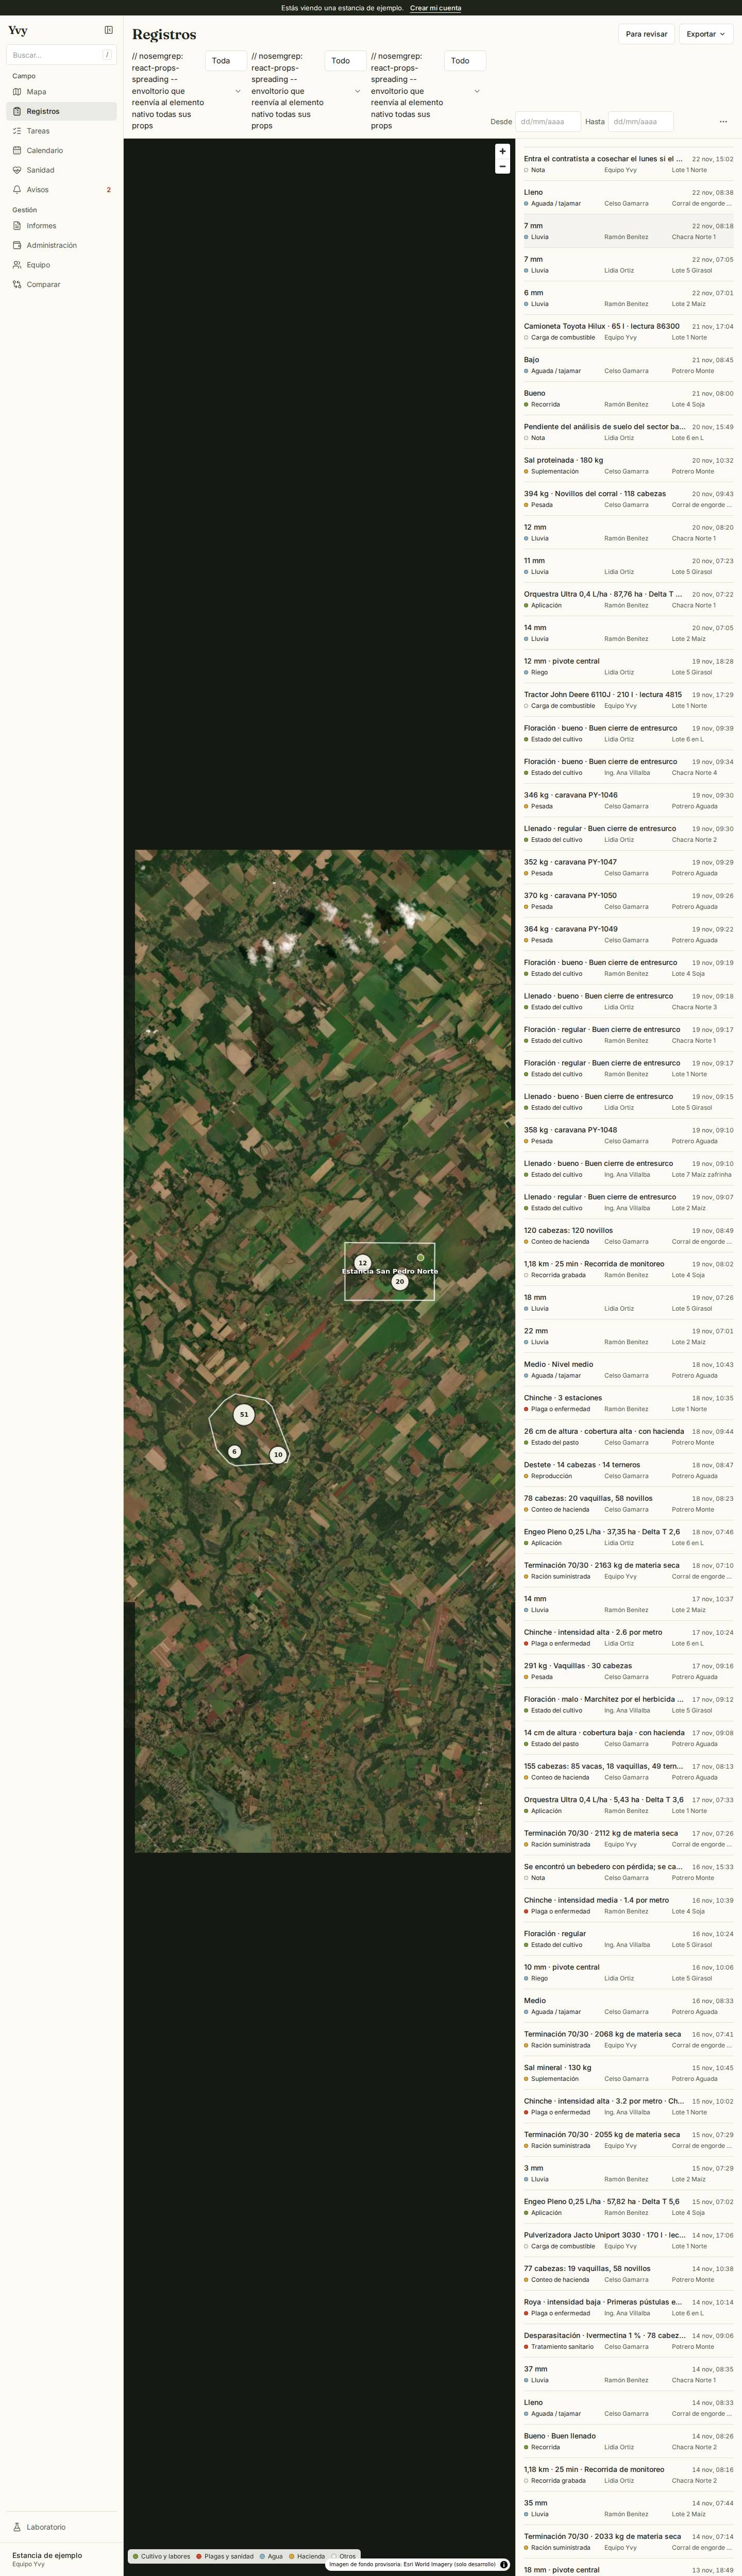 Estás viendo una estancia de ejemplo. Crear mi cuenta
Yvy
Buscar... /
Campo
Mapa
Registros
Tareas
Calendario
Sanidad
Avisos 2
Gestión
Informes
Administración
Equipo
Comparar
Laboratorio
Estancia de ejemplo
Equipo Yvy
Registros
Para revisar
Exportar
// nosemgrep:
react-props-
spreading --
envoltorio que
reenvía al elemento
nativo todas sus
props
Toda
// nosemgrep:
react-props-
spreading --
envoltorio que
reenvía al elemento
nativo todas sus
props
Todo
// nosemgrep:
react-props-
spreading --
envoltorio que
reenvía al elemento
nativo todas sus
props
Todo
Desde dd/mm/aaaa Hasta dd/mm/aaaa
...
+
−
12
Estancia San Pedro Norte
20
51
6
10
Cultivo y labores Plagas y sanidad Agua Hacienda Otros
Imagen de fondo provisoria: Esri World Imagery (solo desarrollo)
Entra el contratista a cosechar el lunes si el ... 22 nov, 15:02
Nota Equipo Yvy Lote 1 Norte
Lleno 22 nov, 08:38
Aguada / tajamar Celso Gamarra Corral de engorde ...
7 mm 22 nov, 08:18
Lluvia Ramón Benítez Chacra Norte 1
7 mm 22 nov, 07:05
Lluvia Lidia Ortiz Lote 5 Girasol
6 mm 22 nov, 07:01
Lluvia Ramón Benítez Lote 2 Maíz
Camioneta Toyota Hilux · 65 l · lectura 86300 21 nov, 17:04
Carga de combustible Equipo Yvy Lote 1 Norte
Bajo 21 nov, 08:45
Aguada / tajamar Celso Gamarra Potrero Monte
Bueno 21 nov, 08:00
Recorrida Ramón Benítez Lote 4 Soja
Pendiente del análisis de suelo del sector ba... 20 nov, 15:49
Nota Lidia Ortiz Lote 6 en L
Sal proteinada · 180 kg 20 nov, 10:32
Suplementación Celso Gamarra Potrero Monte
394 kg · Novillos del corral · 118 cabezas 20 nov, 09:43
Pesada Celso Gamarra Corral de engorde ...
12 mm 20 nov, 08:20
Lluvia Ramón Benítez Chacra Norte 1
11 mm 20 nov, 07:23
Lluvia Lidia Ortiz Lote 5 Girasol
Orquestra Ultra 0,4 L/ha · 87,76 ha · Delta T ... 20 nov, 07:22
Aplicación Ramón Benítez Chacra Norte 1
14 mm 20 nov, 07:05
Lluvia Ramón Benítez Lote 2 Maíz
12 mm · pivote central 19 nov, 18:28
Riego Lidia Ortiz Lote 5 Girasol
Tractor John Deere 6110J · 210 l · lectura 4815 19 nov, 17:29
Carga de combustible Equipo Yvy Lote 1 Norte
Floración · bueno · Buen cierre de entresurco 19 nov, 09:39
Estado del cultivo Lidia Ortiz Lote 6 en L
Floración · bueno · Buen cierre de entresurco 19 nov, 09:34
Estado del cultivo Ing. Ana Villalba Chacra Norte 4
346 kg · caravana PY-1046 19 nov, 09:30
Pesada Celso Gamarra Potrero Aguada
Llenado · regular · Buen cierre de entresurco 19 nov, 09:30
Estado del cultivo Lidia Ortiz Chacra Norte 2
352 kg · caravana PY-1047 19 nov, 09:29
Pesada Celso Gamarra Potrero Aguada
370 kg · caravana PY-1050 19 nov, 09:26
Pesada Celso Gamarra Potrero Aguada
364 kg · caravana PY-1049 19 nov, 09:22
Pesada Celso Gamarra Potrero Aguada
Floración · bueno · Buen cierre de entresurco 19 nov, 09:19
Estado del cultivo Ramón Benítez Lote 4 Soja
Llenado · bueno · Buen cierre de entresurco 19 nov, 09:18
Estado del cultivo Lidia Ortiz Chacra Norte 3
Floración · regular · Buen cierre de entresurco 19 nov, 09:17
Estado del cultivo Ramón Benítez Chacra Norte 1
Floración · regular · Buen cierre de entresurco 19 nov, 09:17
Estado del cultivo Ramón Benítez Lote 1 Norte
Llenado · bueno · Buen cierre de entresurco 19 nov, 09:15
Estado del cultivo Lidia Ortiz Lote 5 Girasol
358 kg · caravana PY-1048 19 nov, 09:10
Pesada Celso Gamarra Potrero Aguada
Llenado · bueno · Buen cierre de entresurco 19 nov, 09:10
Estado del cultivo Ing. Ana Villalba Lote 7 Maíz zafrinha
Llenado · regular · Buen cierre de entresurco 19 nov, 09:07
Estado del cultivo Ing. Ana Villalba Lote 2 Maíz
120 cabezas: 120 novillos 19 nov, 08:49
Conteo de hacienda Celso Gamarra Corral de engorde ...
1,18 km · 25 min · Recorrida de monitoreo 19 nov, 08:02
Recorrida grabada Ramón Benítez Lote 4 Soja
18 mm 19 nov, 07:26
Lluvia Lidia Ortiz Lote 5 Girasol
22 mm 19 nov, 07:01
Lluvia Ramón Benítez Lote 2 Maíz
Medio · Nivel medio 18 nov, 10:43
Aguada / tajamar Celso Gamarra Potrero Aguada
Chinche · 3 estaciones 18 nov, 10:35
Plaga o enfermedad Ramón Benítez Lote 1 Norte
26 cm de altura · cobertura alta · con hacienda 18 nov, 09:44
Estado del pasto Celso Gamarra Potrero Monte
Destete · 14 cabezas · 14 terneros 18 nov, 08:47
Reproducción Celso Gamarra Potrero Aguada
78 cabezas: 20 vaquillas, 58 novillos 18 nov, 08:23
Conteo de hacienda Celso Gamarra Potrero Monte
Engeo Pleno 0,25 L/ha · 37,35 ha · Delta T 2,6 18 nov, 07:46
Aplicación Lidia Ortiz Lote 6 en L
Terminación 70/30 · 2163 kg de materia seca 18 nov, 07:10
Ración suministrada Equipo Yvy Corral de engorde ...
14 mm 17 nov, 10:37
Lluvia Ramón Benítez Lote 2 Maíz
Chinche · intensidad alta · 2.6 por metro 17 nov, 10:24
Plaga o enfermedad Lidia Ortiz Lote 6 en L
291 kg · Vaquillas · 30 cabezas 17 nov, 09:16
Pesada Celso Gamarra Potrero Aguada
Floración · malo · Marchitez por el herbicida ... 17 nov, 09:12
Estado del cultivo Ing. Ana Villalba Lote 5 Girasol
14 cm de altura · cobertura baja · con hacienda 17 nov, 09:08
Estado del pasto Celso Gamarra Potrero Aguada
155 cabezas: 85 vacas, 18 vaquillas, 49 tern... 17 nov, 08:13
Conteo de hacienda Celso Gamarra Potrero Aguada
Orquestra Ultra 0,4 L/ha · 5,43 ha · Delta T 3,6 17 nov, 07:33
Aplicación Ramón Benítez Lote 1 Norte
Terminación 70/30 · 2112 kg de materia seca 17 nov, 07:26
Ración suministrada Equipo Yvy Corral de engorde ...
Se encontró un bebedero con pérdida; se ca... 16 nov, 15:33
Nota Celso Gamarra Potrero Monte
Chinche · intensidad media · 1.4 por metro 16 nov, 10:39
Plaga o enfermedad Ramón Benítez Lote 4 Soja
Floración · regular 16 nov, 10:24
Estado del cultivo Ing. Ana Villalba Lote 5 Girasol
10 mm · pivote central 16 nov, 10:06
Riego Lidia Ortiz Lote 5 Girasol
Medio 16 nov, 08:33
Aguada / tajamar Celso Gamarra Potrero Aguada
Terminación 70/30 · 2068 kg de materia seca 16 nov, 07:41
Ración suministrada Equipo Yvy Corral de engorde ...
Sal mineral · 130 kg 15 nov, 10:45
Suplementación Celso Gamarra Potrero Aguada
Chinche · intensidad alta · 3.2 por metro · Ch... 15 nov, 10:02
Plaga o enfermedad Ing. Ana Villalba Lote 1 Norte
Terminación 70/30 · 2055 kg de materia seca 15 nov, 07:29
Ración suministrada Equipo Yvy Corral de engorde ...
3 mm 15 nov, 07:29
Lluvia Ramón Benítez Lote 2 Maíz
Engeo Pleno 0,25 L/ha · 57,82 ha · Delta T 5,6 15 nov, 07:02
Aplicación Ramón Benítez Lote 4 Soja
Pulverizadora Jacto Uniport 3030 · 170 l · lec... 14 nov, 17:06
Carga de combustible Equipo Yvy Lote 1 Norte
77 cabezas: 19 vaquillas, 58 novillos 14 nov, 10:38
Conteo de hacienda Celso Gamarra Potrero Monte
Roya · intensidad baja · Primeras pústulas e... 14 nov, 10:14
Plaga o enfermedad Ing. Ana Villalba Lote 6 en L
Desparasitación · Ivermectina 1 % · 78 cabez... 14 nov, 09:06
Tratamiento sanitario Celso Gamarra Potrero Monte
37 mm 14 nov, 08:35
Lluvia Ramón Benítez Chacra Norte 1
Lleno 14 nov, 08:33
Aguada / tajamar Celso Gamarra Corral de engorde ...
Bueno · Buen llenado 14 nov, 08:26
Recorrida Lidia Ortiz Chacra Norte 2
1,18 km · 25 min · Recorrida de monitoreo 14 nov, 08:16
Recorrida grabada Lidia Ortiz Chacra Norte 2
35 mm 14 nov, 07:44
Lluvia Ramón Benítez Lote 2 Maíz
Terminación 70/30 · 2033 kg de materia seca 14 nov, 07:14
Ración suministrada Equipo Yvy Corral de engorde ...
18 mm · pivote central 13 nov, 18:49